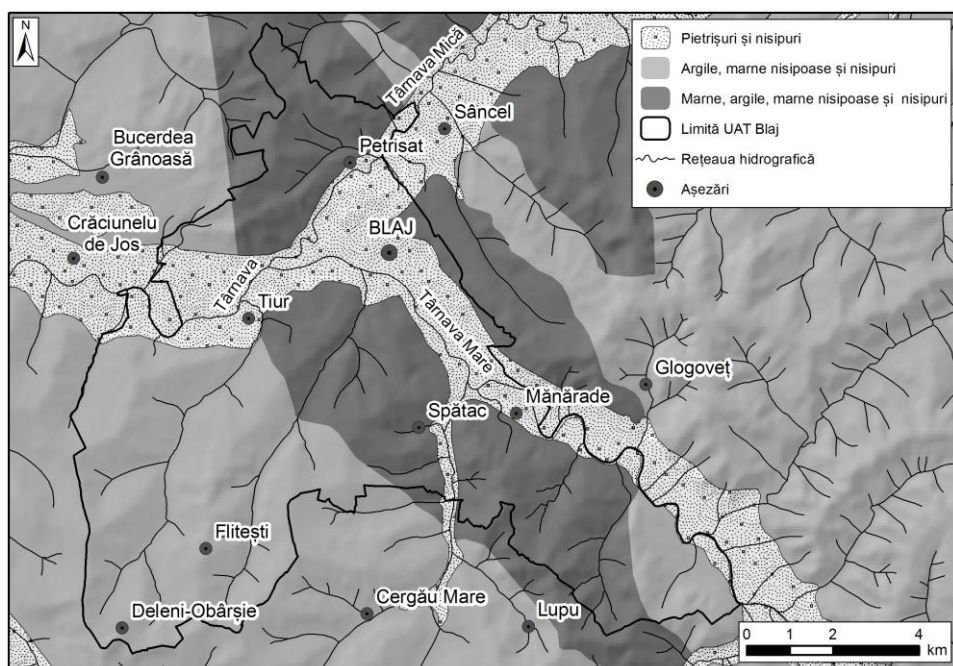 N
Pietrișuri și nisipuri
Argile, marne nisipoase și nisipuri
Marne, argile, marne nisipoase și nisipuri
Limită UAT Blaj
Rețeaua hidrografică
Așezări
Târnava Mică
Sâncel
Bucerdea
Grânoasă
Petrisat
Crăciunelu
de Jos
BLAJ
Târnava
Tiur
Târnava Mare
Glogoveț
Mănărade
Spătac
Flitești
Deleni-Obârșie
Cergău Mare
Lupu
0 1 2 4
km